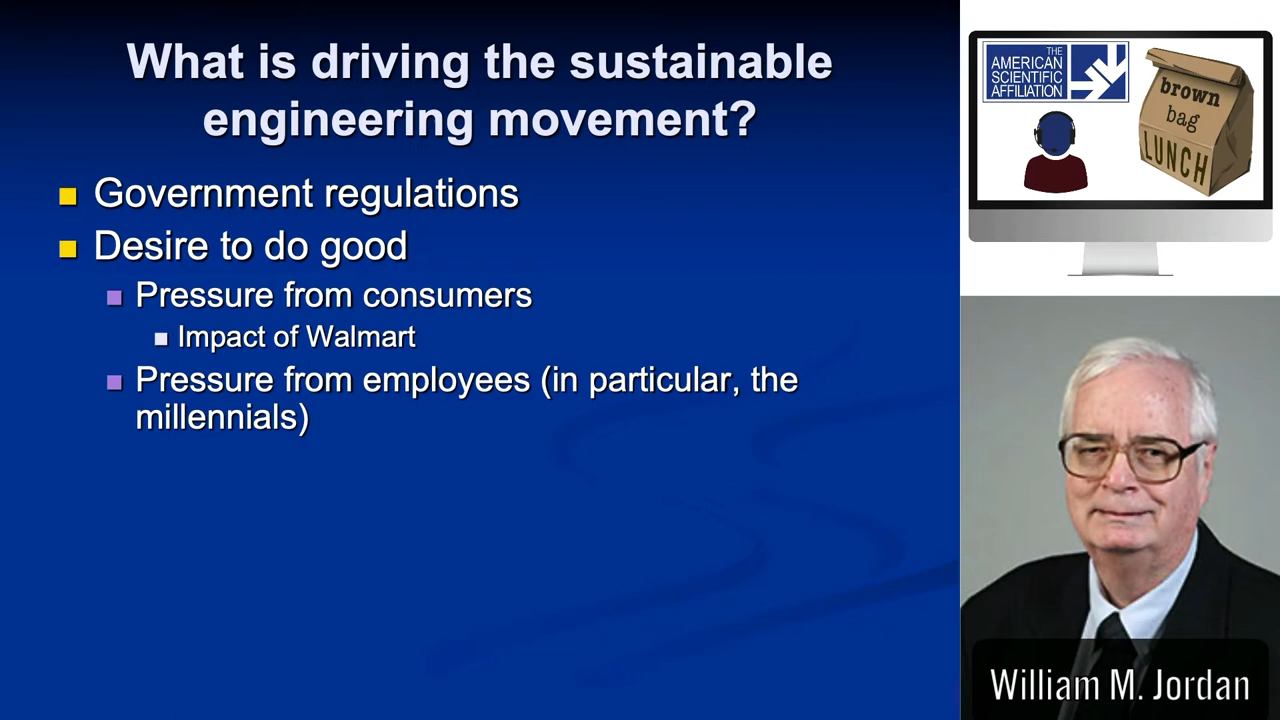 What is driving the sustainable
engineering movement?
Government regulations
Desire to do good
Pressure from consumers
Impact of Walmart
Pressure from employees (in particular, the
millennials)
THE
AMERICAN
SCIENTIFIC
AFFILIATION
brown
bag
LUNCH
William M. Jordan